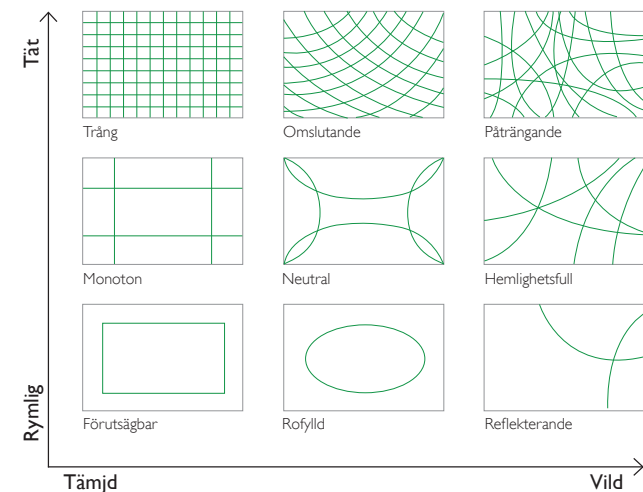 Tät
Trång
Omslutande
Påträngande
Monoton
Neutral
Hemlighetsfull
Rymlig
Förutsägbar
Rofylld
Reflekterande
Tämjd
Vild